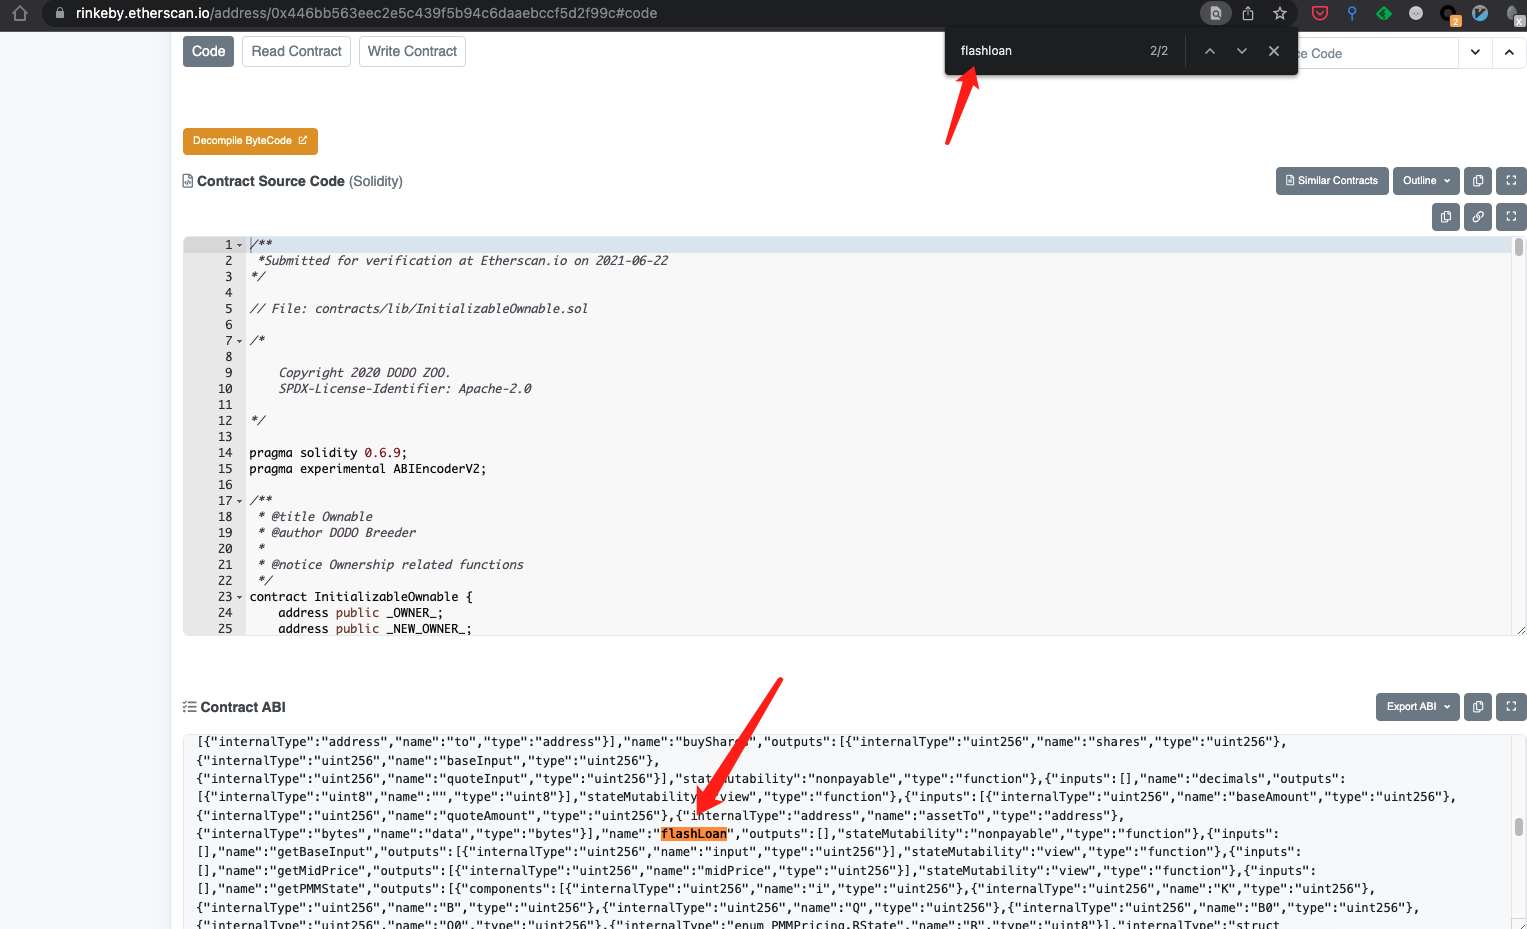 rinkeby.etherscan.io/address/0x446bb563eec2e5c439f5b94c6daaebccf5d2f99c#code
2
x
Code
Read Contract
Write Contract
flashloan
2/2
ce Code
Decompile ByteCode
Contract Source Code (Solidity)
Similar Contracts
Outline
1 /**
2 *Submitted for verification at Etherscan.io on 2021-06-22
3 */
4
5 // File: contracts/lib/InitializableOwnable.sol
6
7 /*
8
9 Copyright 2020 DODO ZOO.
10 SPDX-License-Identifier: Apache-2.0
11
12 */
13
14 pragma solidity 0.6.9;
15 pragma experimental ABIEncoderV2;
16
17 /**
18 * @title Ownable
19 * @author DODO Breeder
20 *
21 * @notice Ownership related functions
22 */
23 contract InitializableOwnable {
24 address public _OWNER_;
25 address public _NEW_OWNER_;
Contract ABI
Export ABI
[{"internalType":"address","name":"to","type":"address"}],"name":"buyShares","outputs":[{"internalType":"uint256","name":"shares","type":"uint256"},
{"internalType":"uint256","name":"baseInput","type":"uint256"},
{"internalType":"uint256","name":"quoteInput","type":"uint256"}],"stateMutability":"nonpayable","type":"function"},{"inputs":[],"name":"decimals","outputs":
[{"internalType":"uint8","name":"","type":"uint8"}],"stateMutability":"view","type":"function"},{"inputs":[{"internalType":"uint256","name":"baseAmount","type":"uint256"},
{"internalType":"uint256","name":"quoteAmount","type":"uint256"},{"internalType":"address","name":"assetTo","type":"address"},
{"internalType":"bytes","name":"data","type":"bytes"}],"name":"flashLoan","outputs":[],"stateMutability":"nonpayable","type":"function"},{"inputs":
[],"name":"getBaseInput","outputs":[{"internalType":"uint256","name":"input","type":"uint256"}],"stateMutability":"view","type":"function"},{"inputs":
[],"name":"getMidPrice","outputs":[{"internalType":"uint256","name":"midPrice","type":"uint256"}],"stateMutability":"view","type":"function"},{"inputs":
[],"name":"getPMMState","outputs":[{"components":[{"internalType":"uint256","name":"i","type":"uint256"},{"internalType":"uint256","name":"K","type":"uint256"},
{"internalType":"uint256","name":"B","type":"uint256"},{"internalType":"uint256","name":"Q","type":"uint256"},{"internalType":"uint256","name":"B0","type":"uint256"},
{"internalType":"uint256","name":"Q0","type":"uint256"},{"internalType":"enum PMMPricing.RState","name":"R","type":"uint8"}],"internalType":"struct